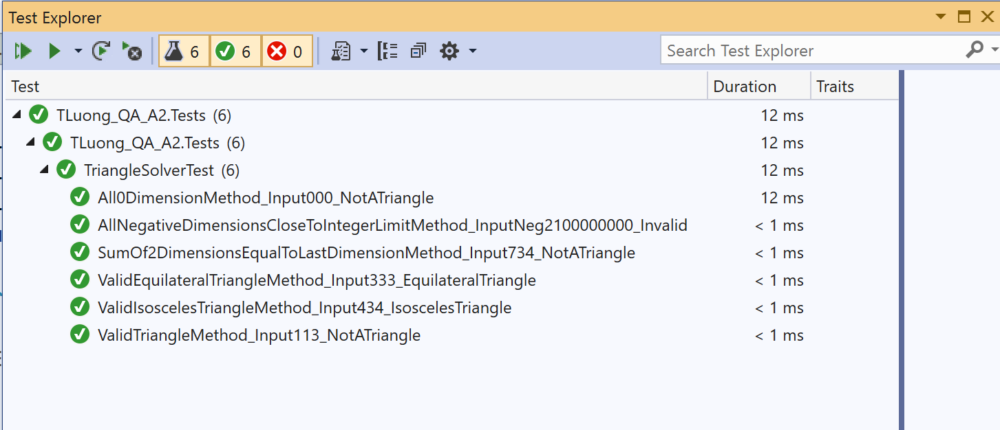 Test Explorer
6 6 0 Search Test Explorer
Test Duration Traits
TLuong_QA_A2.Tests (6) 12 ms
TLuong_QA_A2.Tests (6) 12 ms
TriangleSolverTest (6) 12 ms
All0DimensionMethod_Input000_NotATriangle 12 ms
AllNegativeDimensionsCloseToIntegerLimitMethod_InputNeg2100000000_Invalid < 1 ms
SumOf2DimensionsEqualToLastDimensionMethod_Input734_NotATriangle < 1 ms
ValidEquilateralTriangleMethod_Input333_EquilateralTriangle < 1 ms
ValidIsoscelesTriangleMethod_Input434_IsoscelesTriangle < 1 ms
ValidTriangleMethod_Input113_NotATriangle < 1 ms